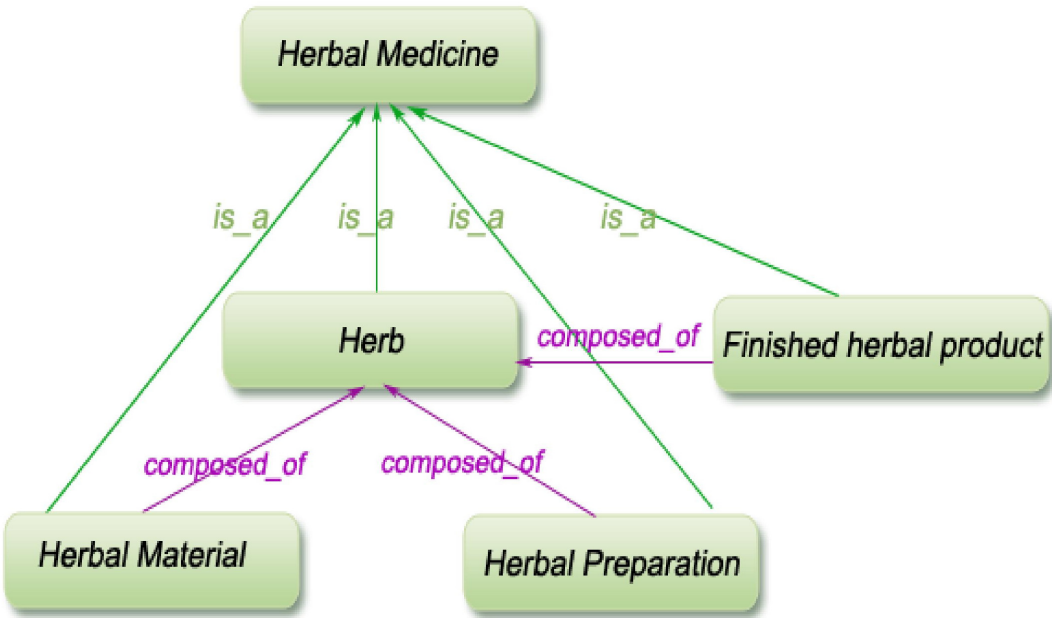 Herbal Medicine
is_a
is_a
is_a
is_a
Herb
composed_of
Finished herbal product
composed_of
composed_of
Herbal Material
Herbal Preparation